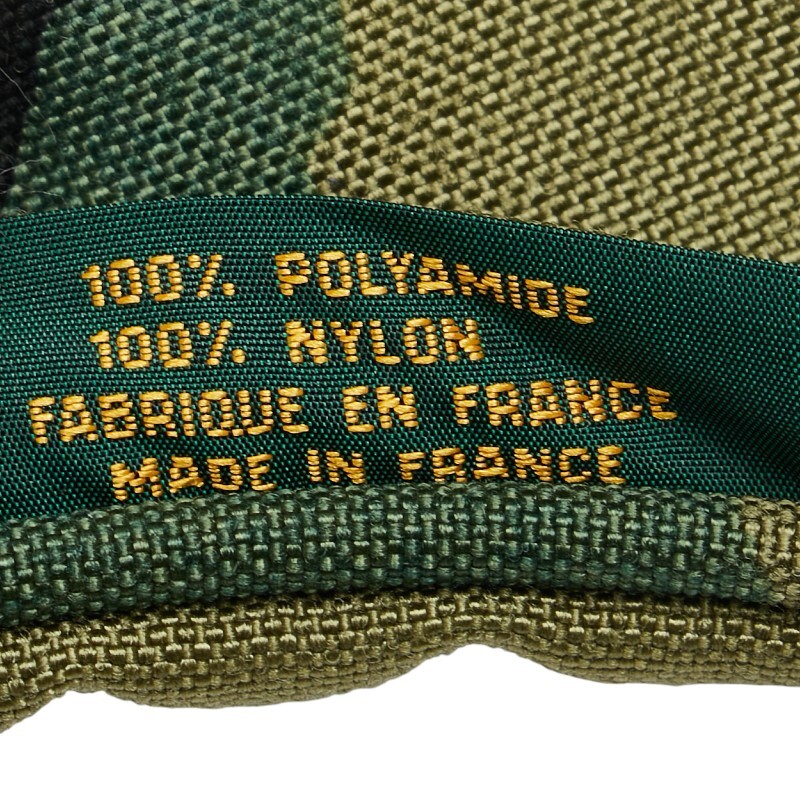 100% POLYAMIDE
100% NYLON
FABRIQUE EN FRANCE
MADE IN FRANCE